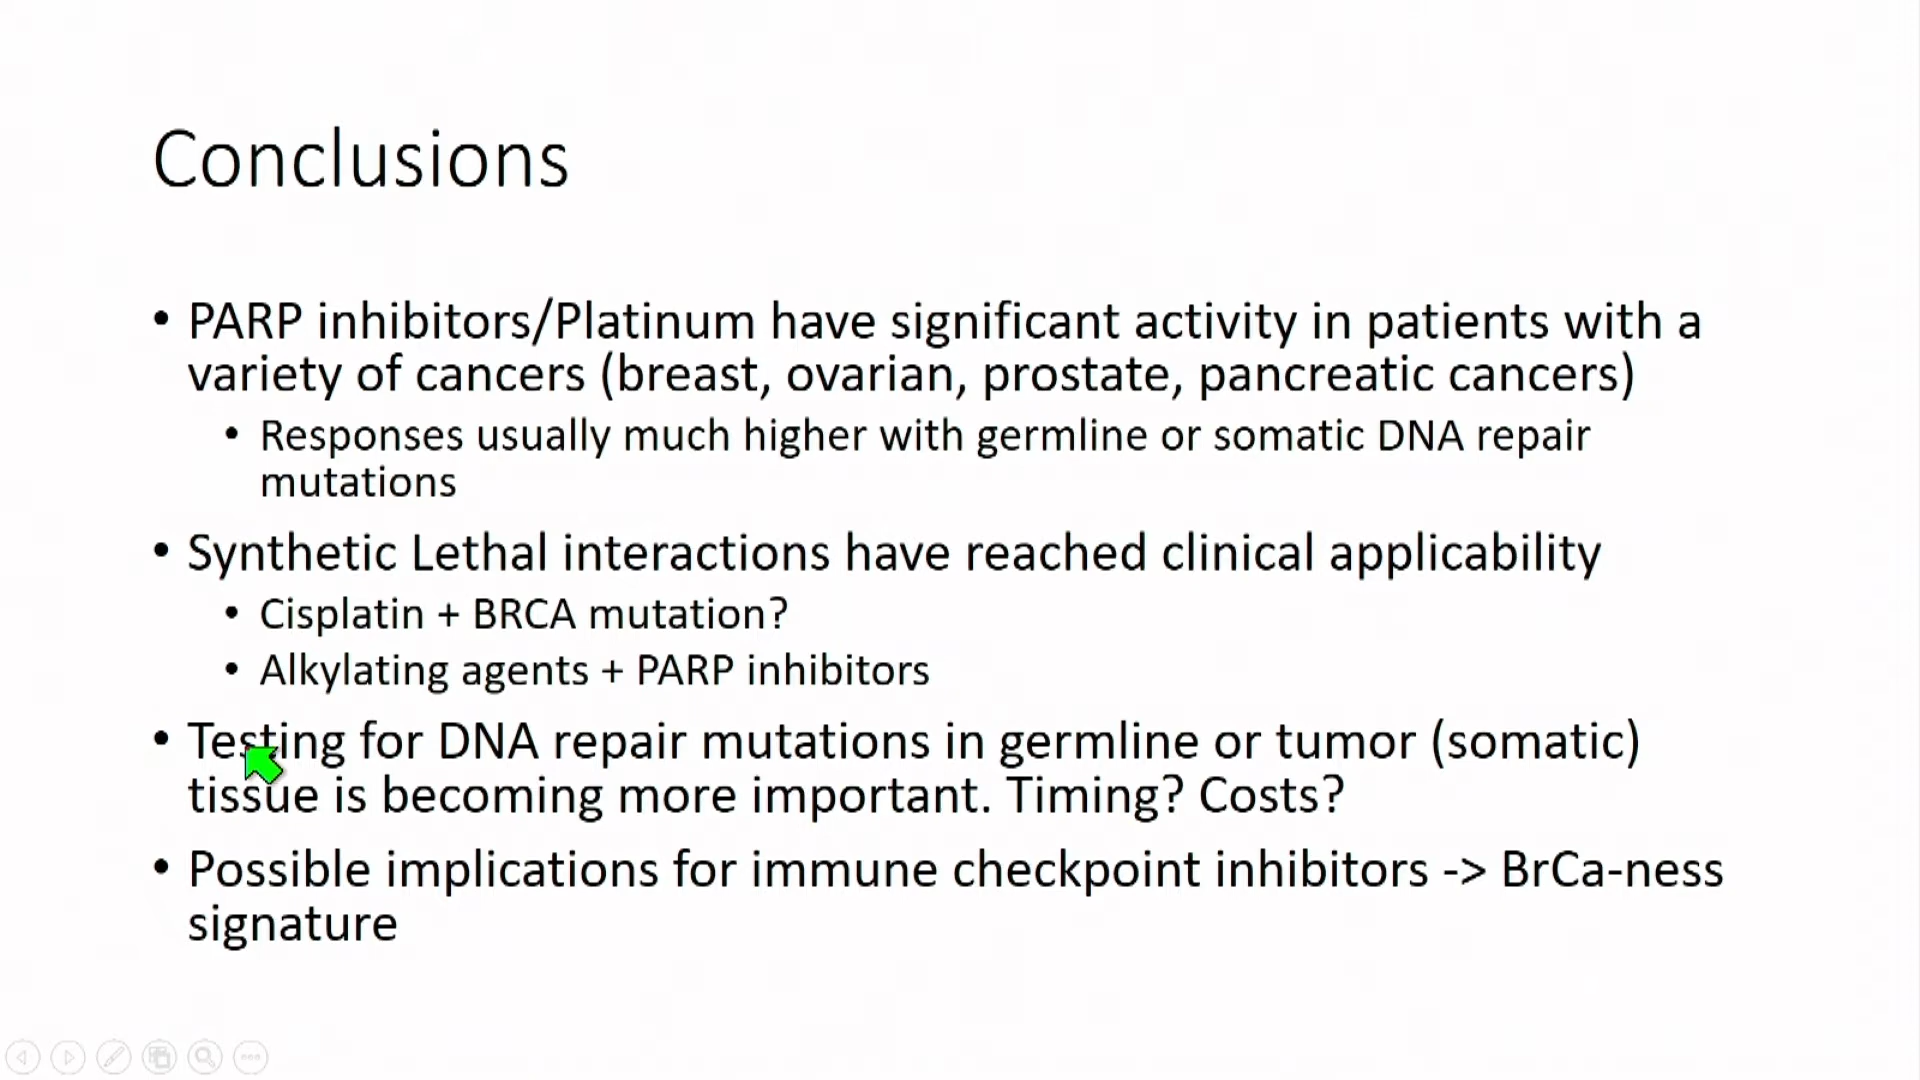 Conclusions
• PARP inhibitors/Platinum have significant activity in patients with a
variety of cancers (breast, ovarian, prostate, pancreatic cancers)
• Responses usually much higher with germline or somatic DNA repair
mutations
• Synthetic Lethal interactions have reached clinical applicability
• Cisplatin + BRCA mutation?
• Alkylating agents + PARP inhibitors
• Testing for DNA repair mutations in germline or tumor (somatic)
tissue is becoming more important. Timing? Costs?
• Possible implications for immune checkpoint inhibitors -> BrCa-ness
signature